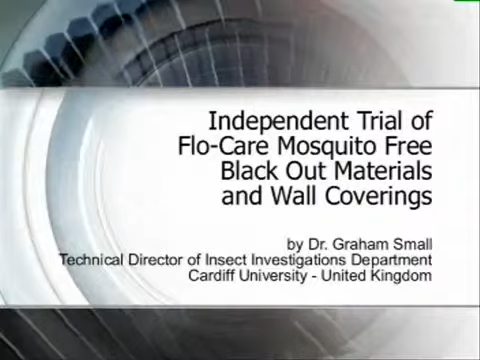 Independent Trial of
Flo-Care Mosquito Free
Black Out Materials
and Wall Coverings
by Dr. Graham Small
Technical Director of Insect Investigations Department
Cardiff University - United Kingdom